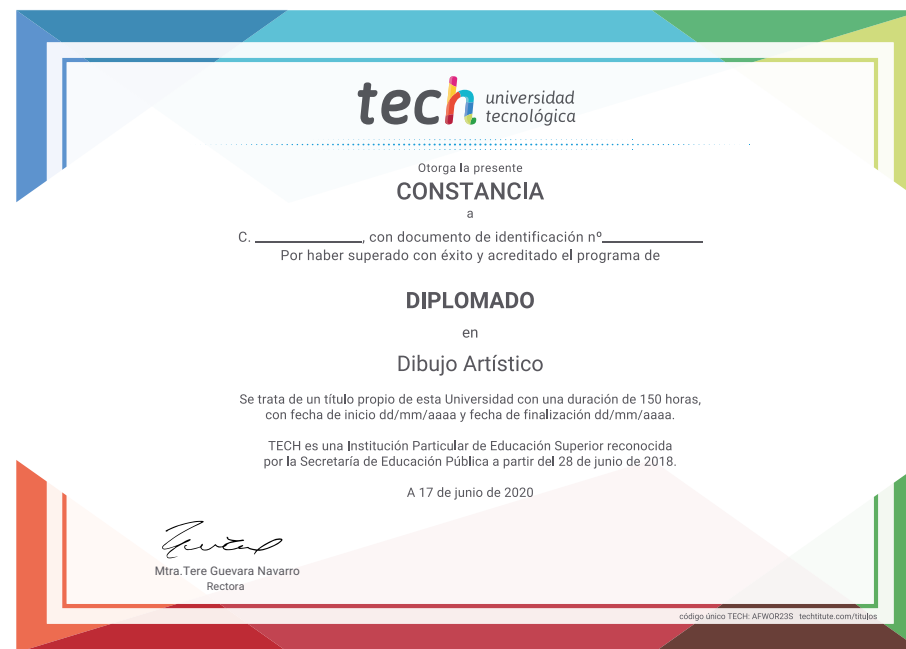 tech universidad
tecnológica
Otorga la presente
CONSTANCIA
a
C. ______________, con documento de identificación nº_____________
Por haber superado con éxito y acreditado el programa de
DIPLOMADO
en
Dibujo Artístico
Se trata de un título propio de esta Universidad con una duración de 150 horas,
con fecha de inicio dd/mm/aaaa y fecha de finalización dd/mm/aaaa.
TECH es una Institución Particular de Educación Superior reconocida
por la Secretaría de Educación Pública a partir del 28 de junio de 2018.
A 17 de junio de 2020
Mtra.Tere Guevara Navarro
Rectora
código único TECH: AFWOR23S techtitute.com/titulos